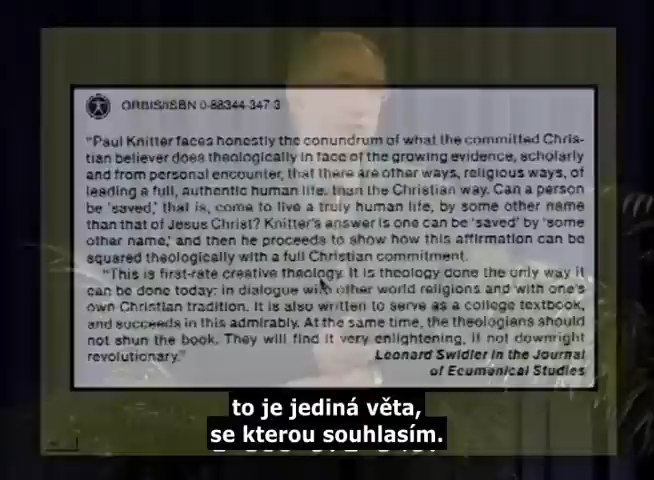 ORBIS/ISBN 0-88344-347-3
"Paul Knitter faces honestly the conundrum of what the committed Chris-
tian believer does theologically in face of the growing evidence, scholarly
and from personal encounter, that there are other ways, religious ways, of
leading a full, authentic human life, than the Christian way. Can a person
be 'saved,' that is, come to live a truly human life, by some other name
than that of Jesus Christ? Knitter's answer is one can be 'saved' by 'some
other name,' and then he proceeds to show how this affirmation can be
squared theologically with a full Christian commitment.
"This is first-rate creative theology. It is theology done the only way it
can be done today: in dialogue with other world religions and with one's
own Christian tradition. It is also written to serve as a college textbook,
and succeeds in this admirably. At the same time, the theologians should
not shun the book. They will find it very enlightening, if not downright
revolutionary." Leonard Swidler in the Journal
of Ecumenical Studies
to je jediná věta,
se kterou souhlasím.